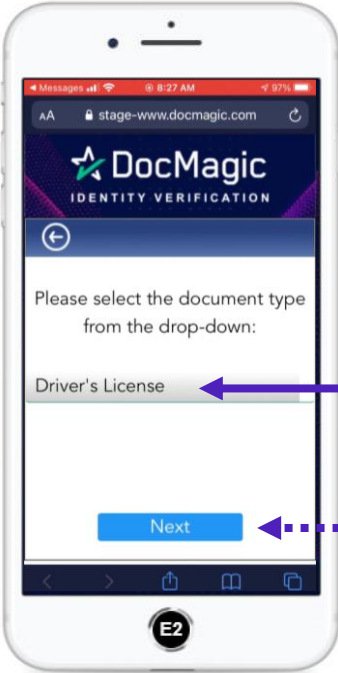 Messages 8:27 AM 97%
AA stage-www.docmagic.com
DocMagic
IDENTITY VERIFICATION
Please select the document type
from the drop-down:
Driver's License
Next
E2